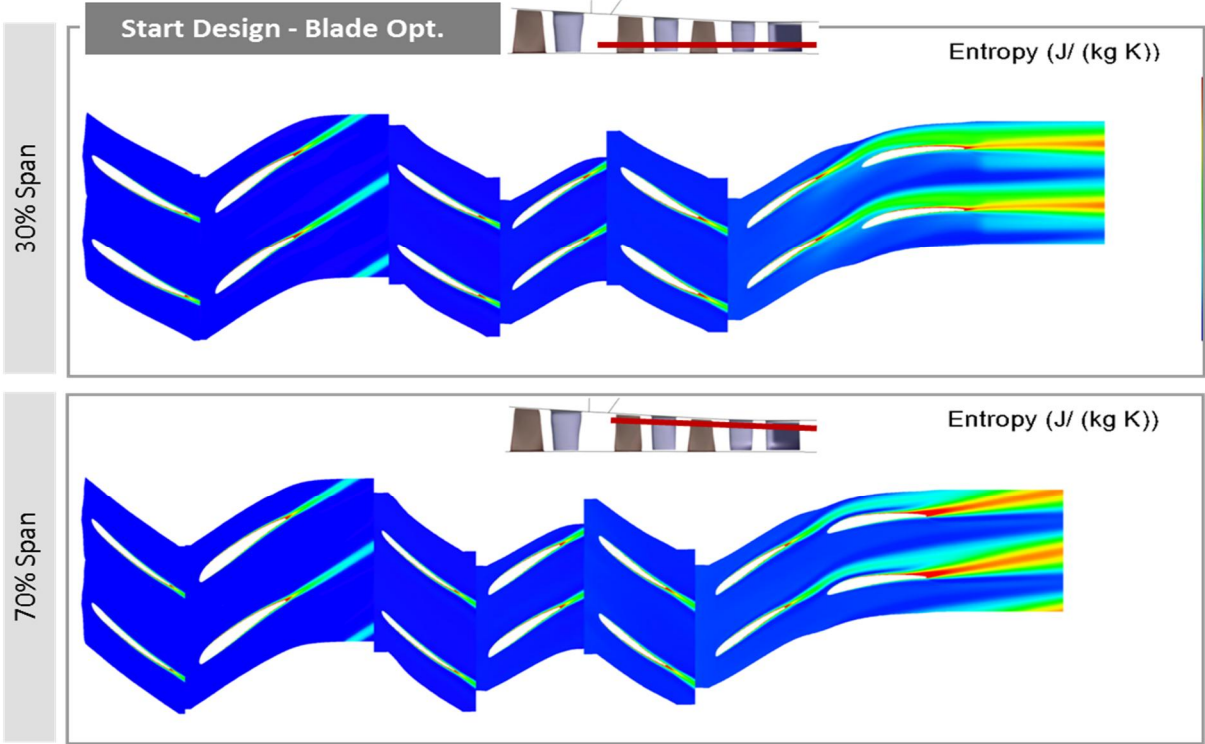 Start Design - Blade Opt.
Entropy (J/ (kg K))
30% Span
Entropy (J/ (kg K))
70% Span